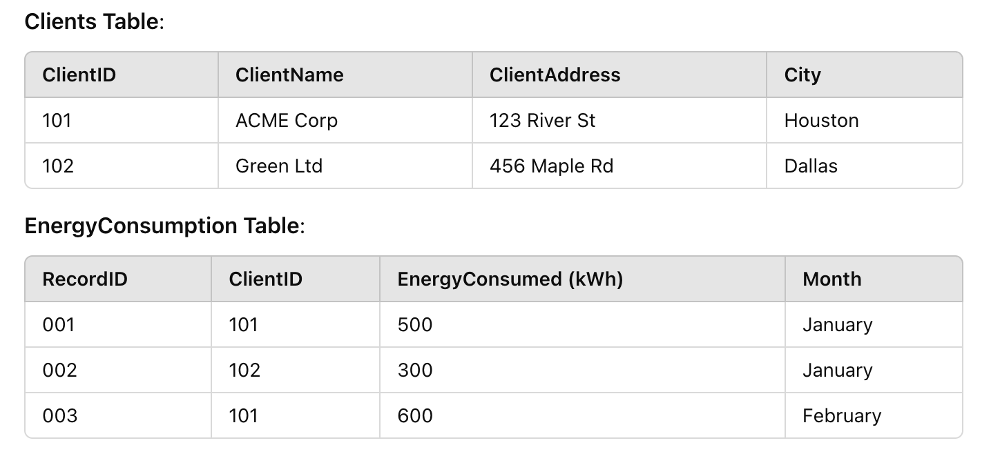 Clients Table:
ClientID ClientName ClientAddress City
101 ACME Corp 123 River St Houston
102 Green Ltd 456 Maple Rd Dallas
EnergyConsumption Table:
RecordID ClientID EnergyConsumed (kWh) Month
001 101 500 January
002 102 300 January
003 101 600 February